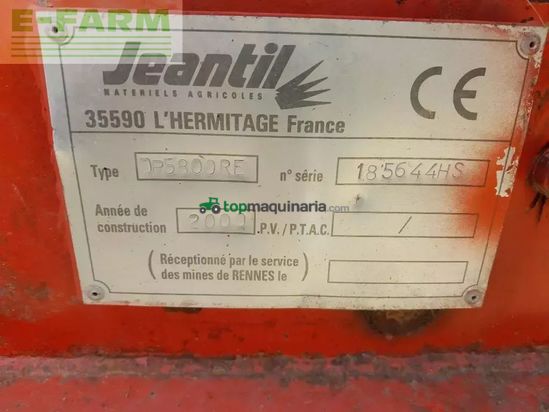 E-FARM
Jeantil
MATERIELS AGRICOLES
CE
35590 L'HERMITAGE France
Type
n° série 185644HS
topmaquinaria.com
Année de
construction 2001 P.V./P.T.A.C. /
(Réceptionné par le service
des mines de RENNES le )